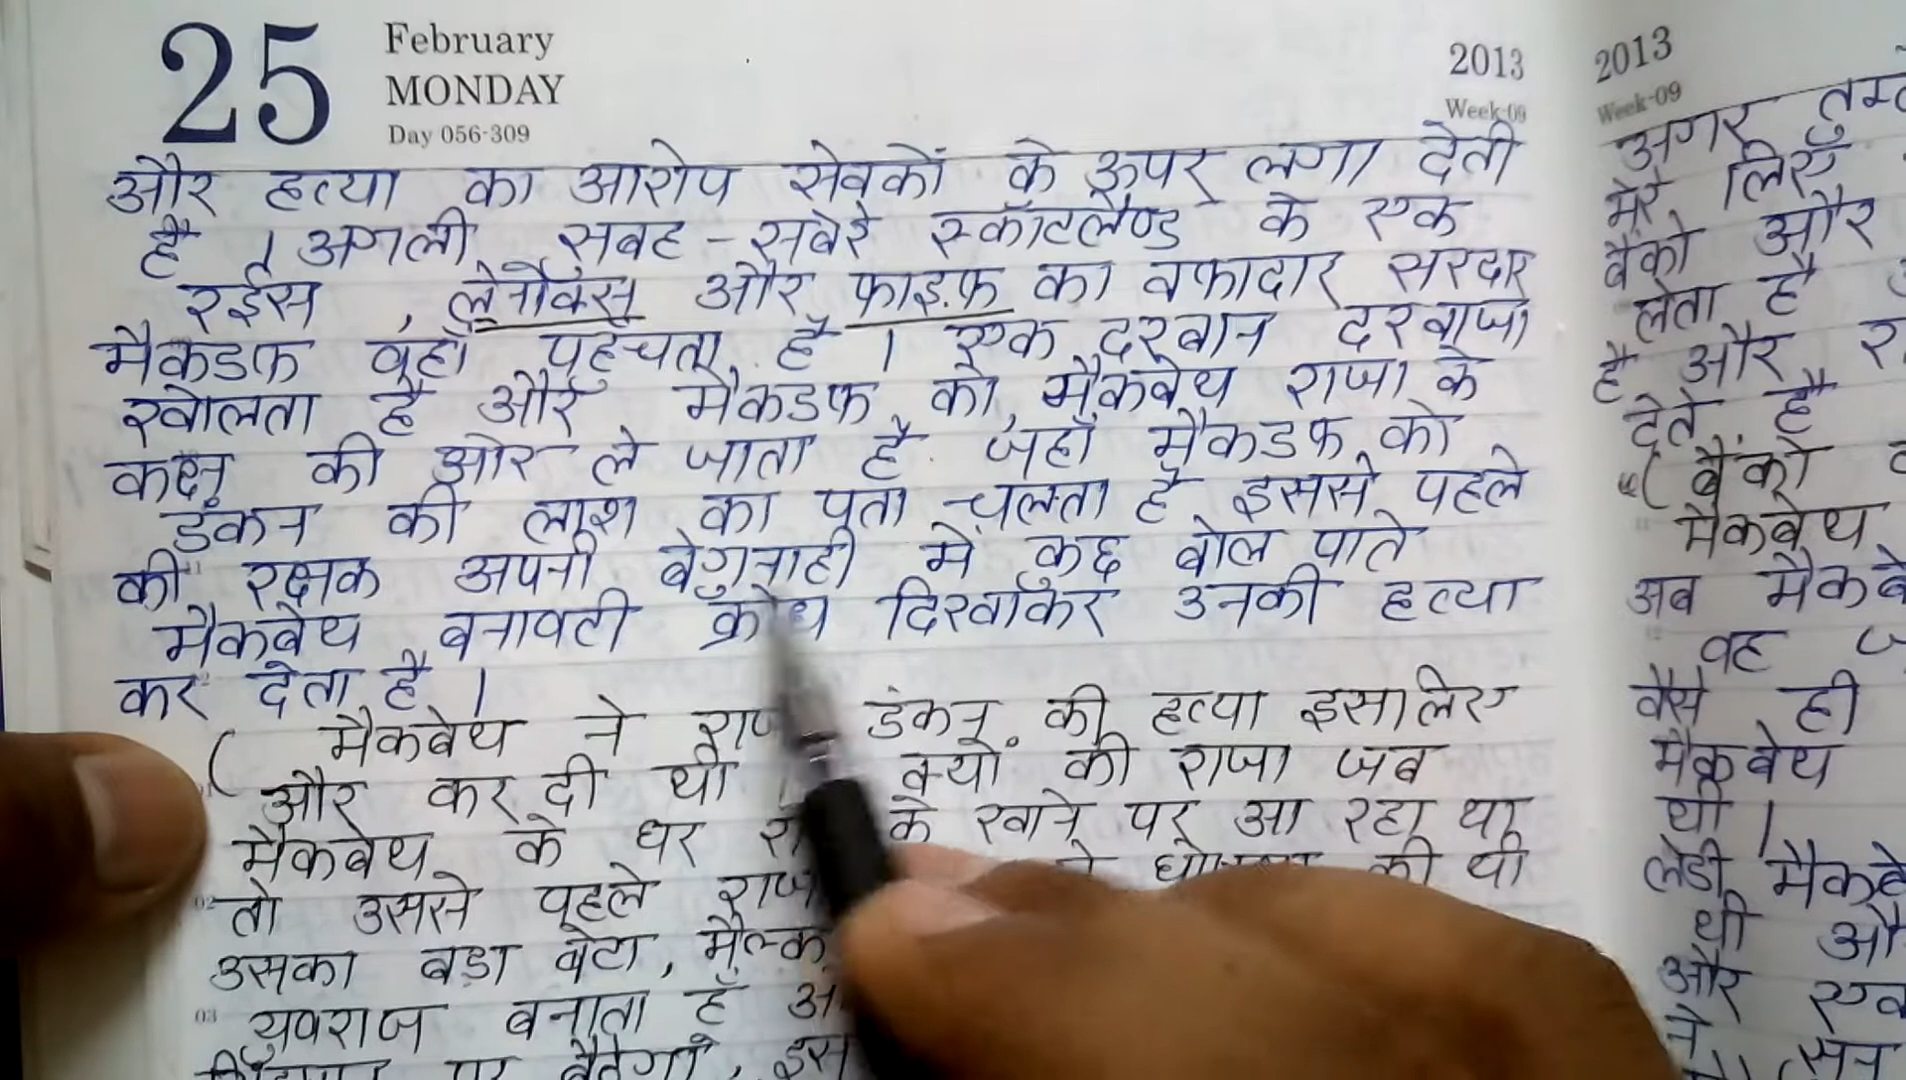 25 February
MONDAY
Day 056-309
2013
Week-09
और हत्या का आरोप सेवकों के ऊपर लगा देती
है । अगली सुबह - सवेरे स्कॉटलैण्ड के एक
रईस , लेनौक्स और फाइफ का वफादार सरदार
मैकडफ वहाँ पहुँचता है । एक दरवान दरवाजा
खोलता है और मैकडफ को मैकबेथ राजा के
कक्ष की ओर ले जाता है जहाँ मैकडफ को
डंकन की लाश का पता चलता है इससे पहले
की रक्षक अपनी बेगुनाही में कुछ बोल पाते
मैकबेथ बनावटी क्रोध दिखाकर उनकी हत्या
कर देता है ।
( मैकबेथ ने डंकन की हत्या इसलिए
और कर दी थी क्यों की राजा जब
मैकबेथ के घर के खाने पर आ रहा था
तो उससे पहले की थी
उसका बड़ा बेटा ,
युवराज बनाता है
पर बैठेगा , इस
2013
Week-09
अगर
मेरे लिए
बैंको और
लेता है
है और
देते है
( बैंको
मैकबेथ
अब
वह
वैसे ही
मैकबेथ
थी ।
लेडी
थी
और
ने